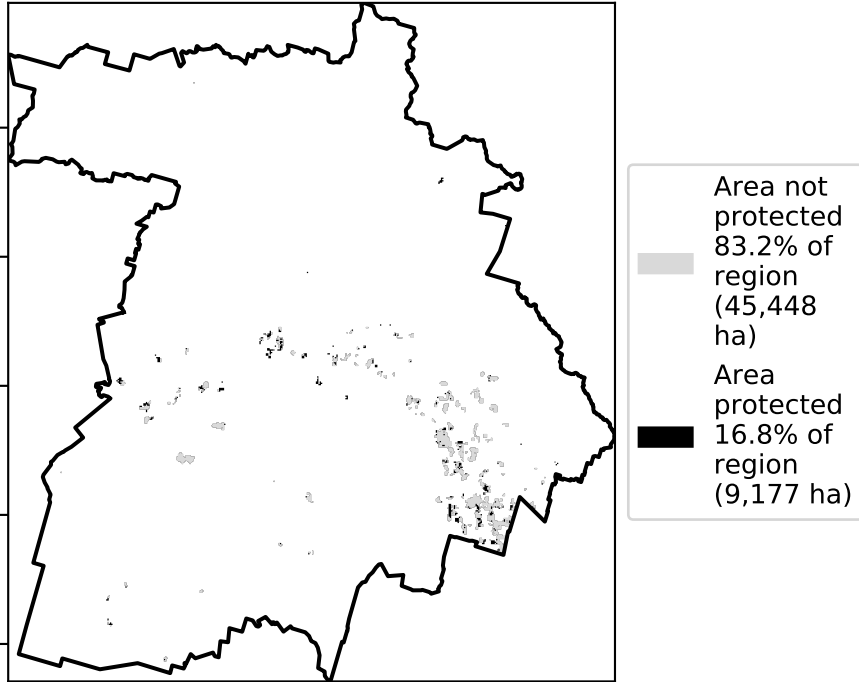 Area not
protected
83.2% of
region
(45,448
ha)
Area
protected
16.8% of
region
(9,177 ha)